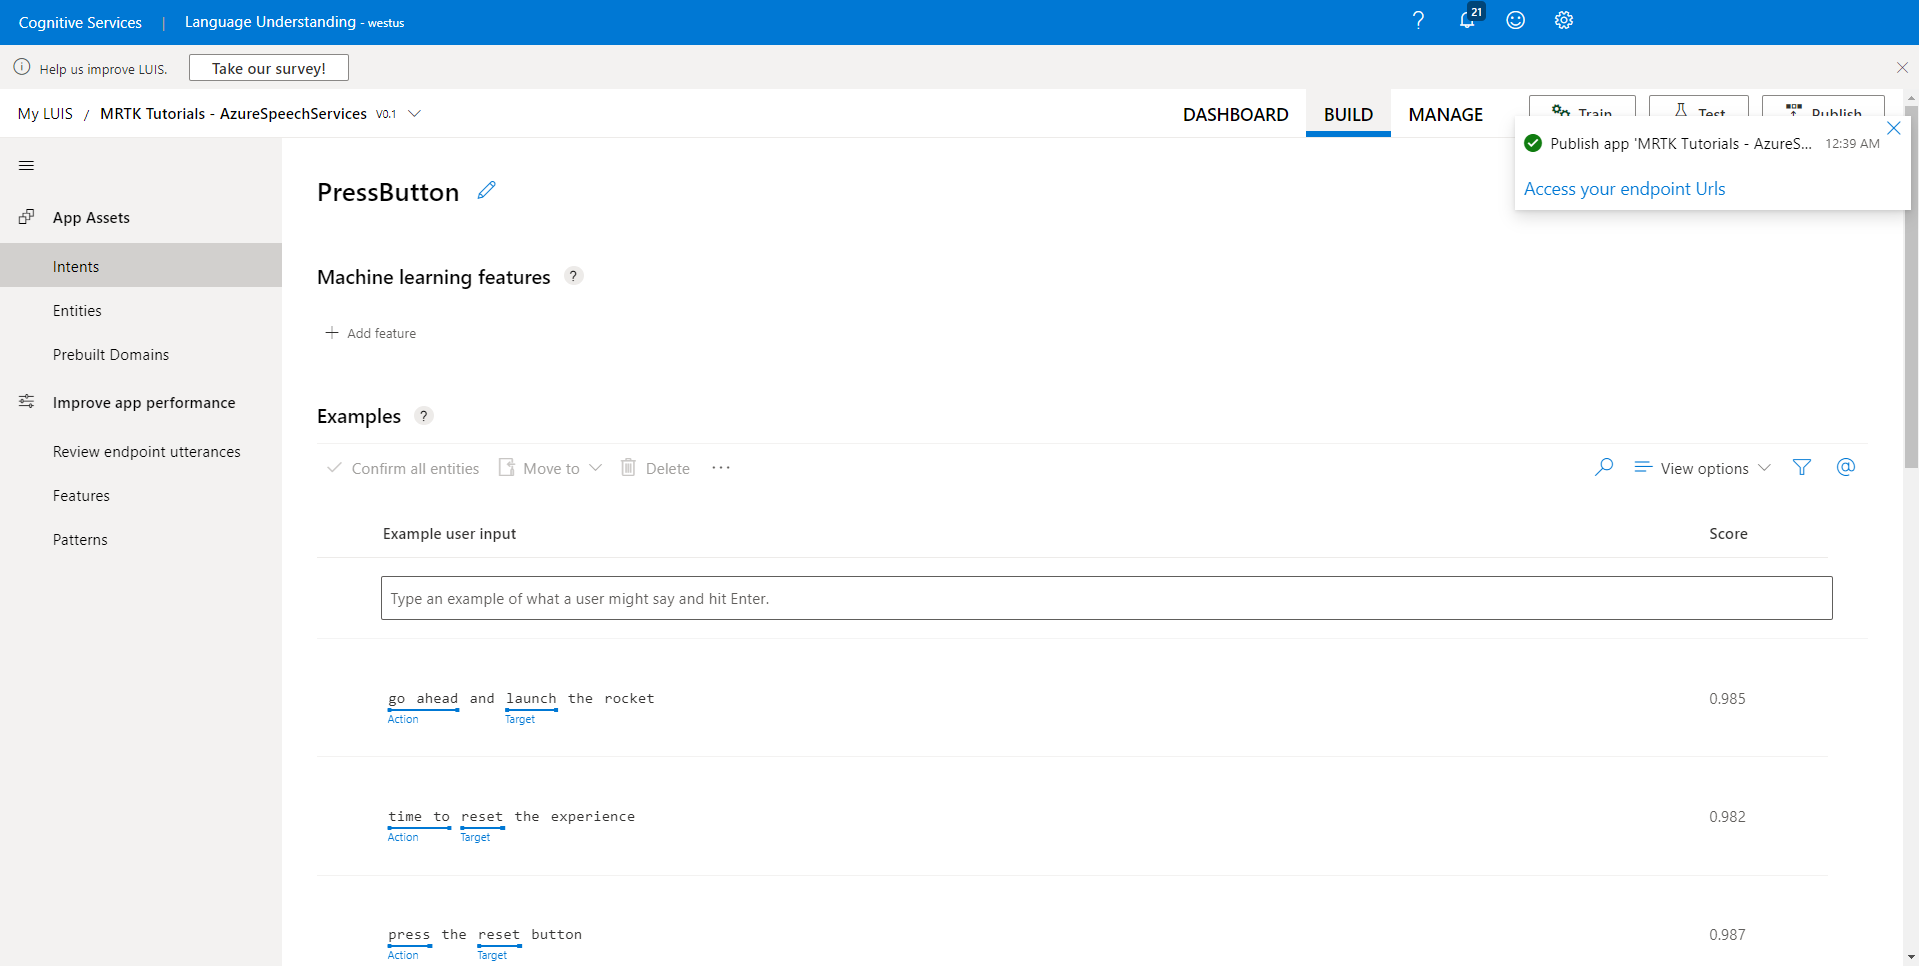 Cognitive Services | Language Understanding - westus
? 21
Help us improve LUIS. Take our survey!
My LUIS / MRTK Tutorials - AzureSpeechServices V0.1
DASHBOARD BUILD MANAGE Train Test Publish
Publish app 'MRTK Tutorials - AzureS... 12:39 AM
Access your endpoint Urls
App Assets
Intents
Entities
Prebuilt Domains
Improve app performance
Review endpoint utterances
Features
Patterns
PressButton
Machine learning features ?
+ Add feature
Examples ?
Confirm all entities Move to Delete ... View options @
Example user input Score
Type an example of what a user might say and hit Enter.
go ahead and launch the rocket 0.985
Action Target
time to reset the experience 0.982
Action Target
press the reset button 0.987
Action Target